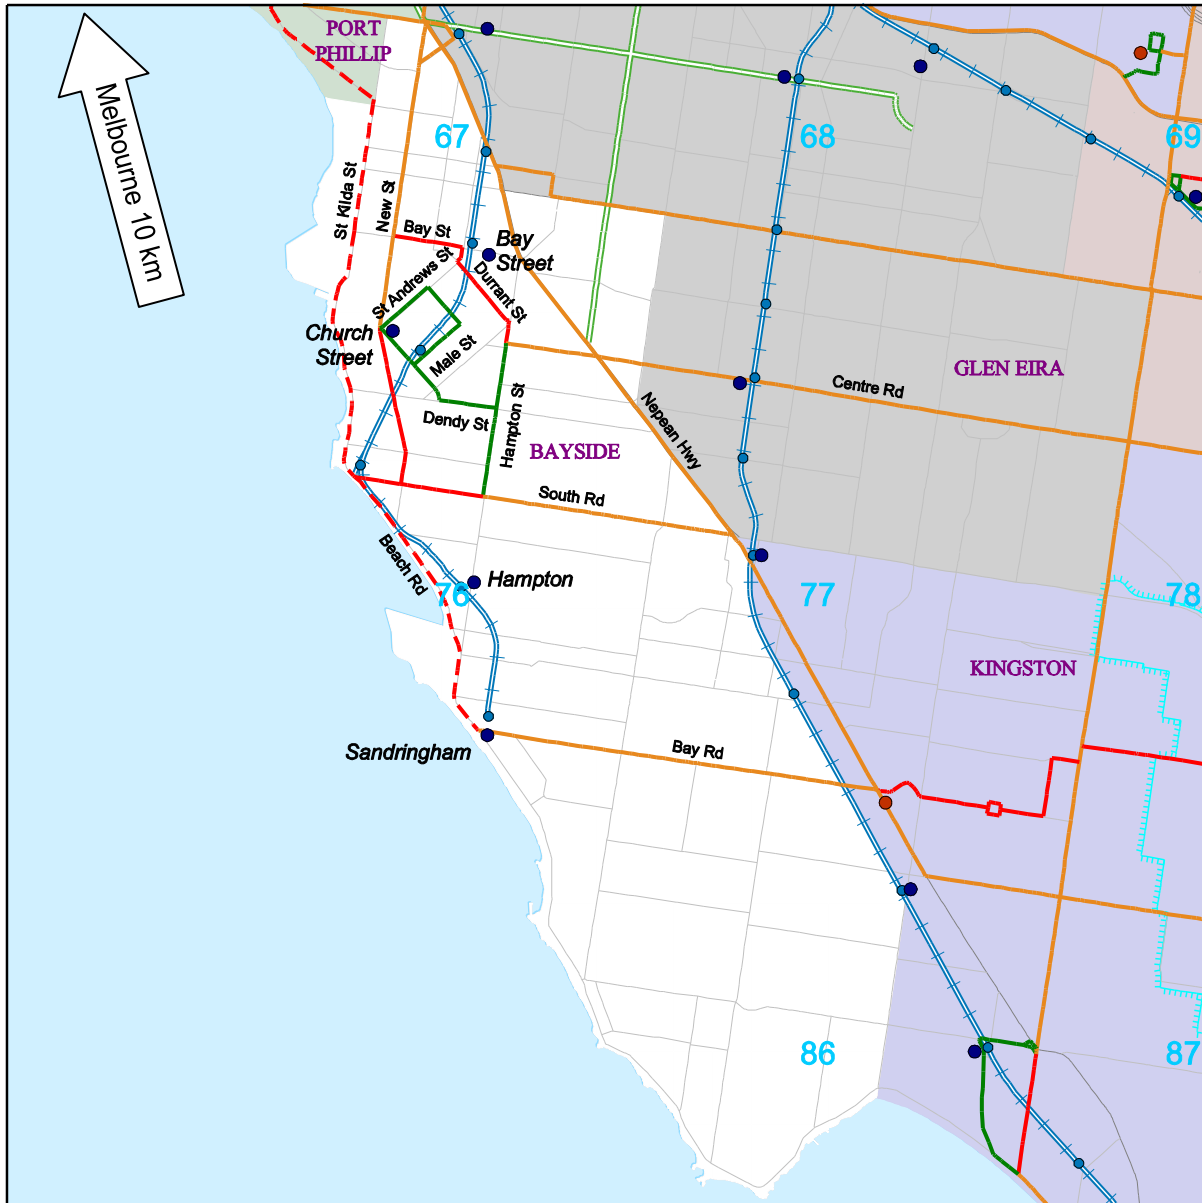 PORT
PHILLIP
Melbourne 10 km
67
68
69
St Kilda St
New St
Bay St
Bay
Street
St Andrews St
Durrant St
Church
Street
Male St
GLEN EIRA
Centre Rd
Dendy St
Hampton St
Nepean Hwy
BAYSIDE
South Rd
Beach Rd
Hampton
76
77
78
KINGSTON
Sandringham
Bay Rd
86
87